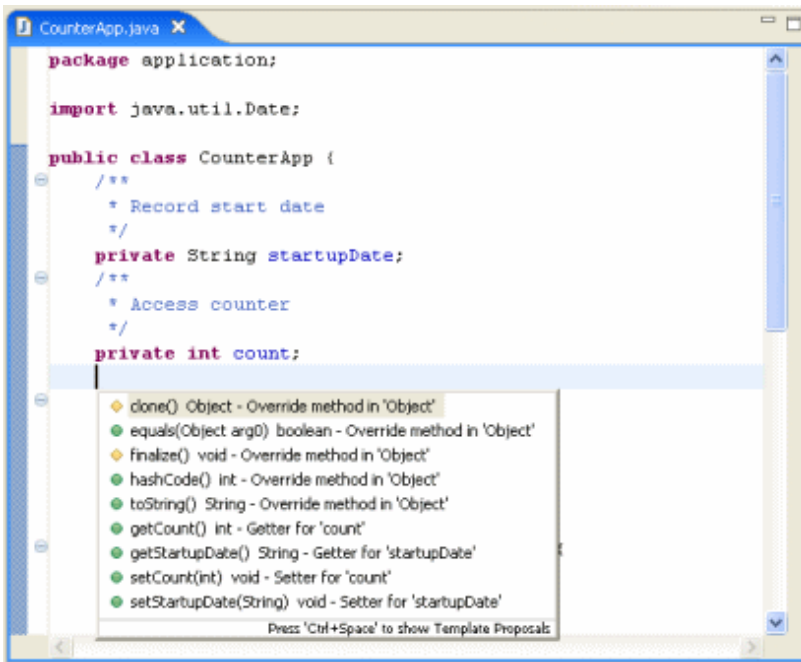 CounterApp.java
package application;
import java.util.Date;
public class CounterApp {
/**
* Record start date
*/
private String startupDate;
/**
* Access counter
*/
private int count;
clone() Object - Override method in 'Object'
equals(Object arg0) boolean - Override method in 'Object'
finalize() void - Override method in 'Object'
hashCode() int - Override method in 'Object'
toString() String - Override method in 'Object'
getCount() int - Getter for 'count'
getStartupDate() String - Getter for 'startupDate'
setCount(int) void - Setter for 'count'
setStartupDate(String) void - Setter for 'startupDate'
Press 'Ctrl+Space' to show Template Proposals